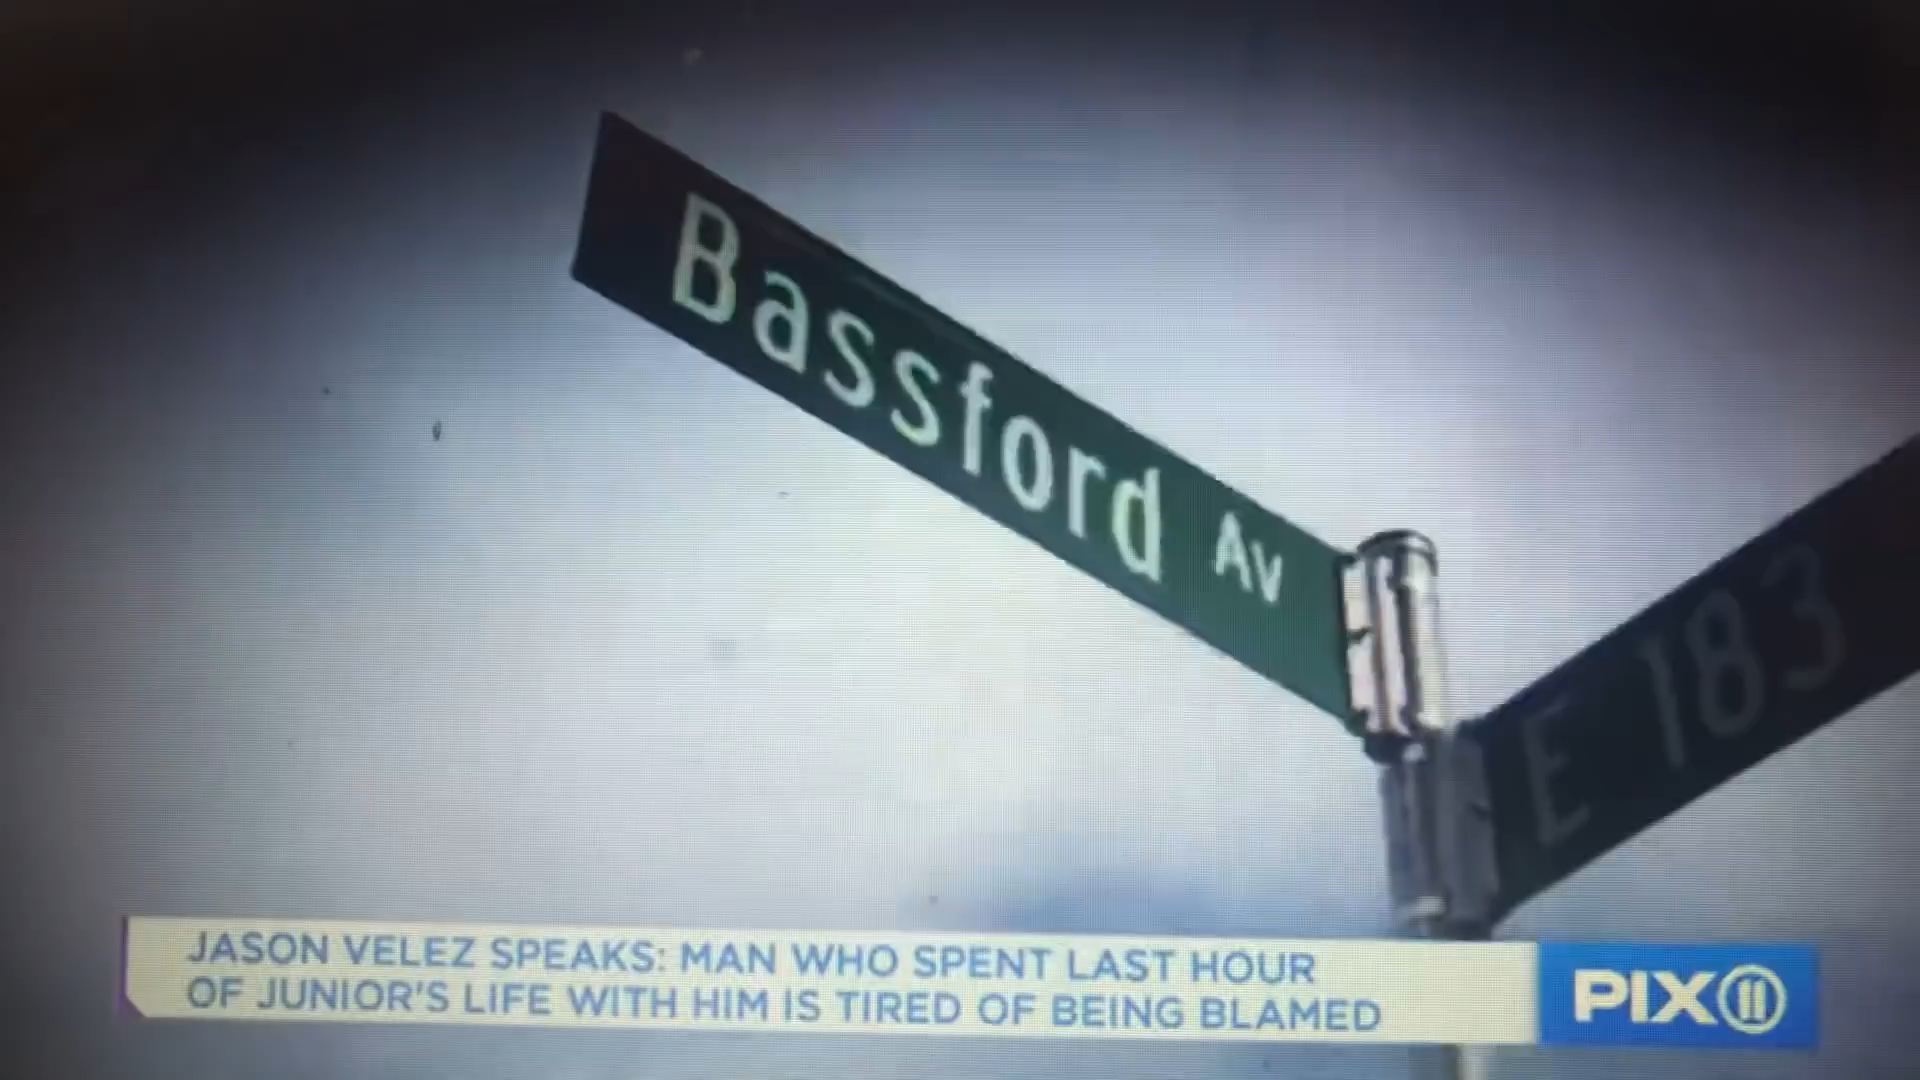 Bassford Av
E 183
JASON VELEZ SPEAKS: MAN WHO SPENT LAST HOUR
OF JUNIOR'S LIFE WITH HIM IS TIRED OF BEING BLAMED
PIX11